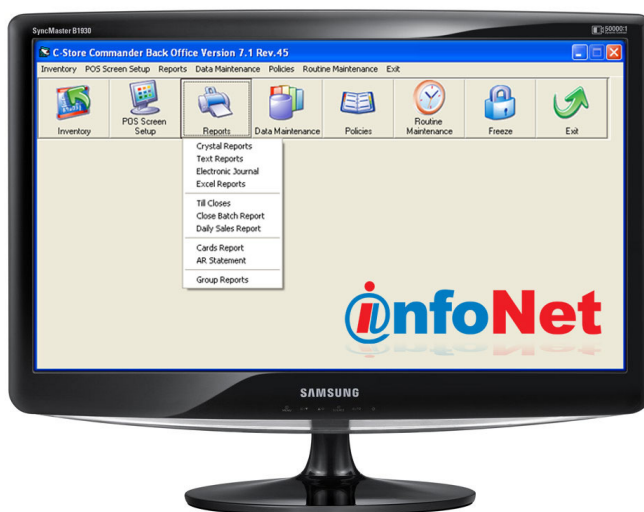 SyncMaster B1930
50000:1
C-Store Commander Back Office Version 7.1 Rev.45
Inventory POS Screen Setup Reports Data Maintenance Policies Routine Maintenance Exit
Inventory
POS Screen
Setup
Reports
Data Maintenance
Policies
Routine
Maintenance
Freeze
Exit
Crystal Reports
Text Reports
Electronic Journal
Excel Reports
Till Closes
Close Batch Report
Daily Sales Report
Cards Report
AR Statement
Group Reports
infoNet
SAMSUNG